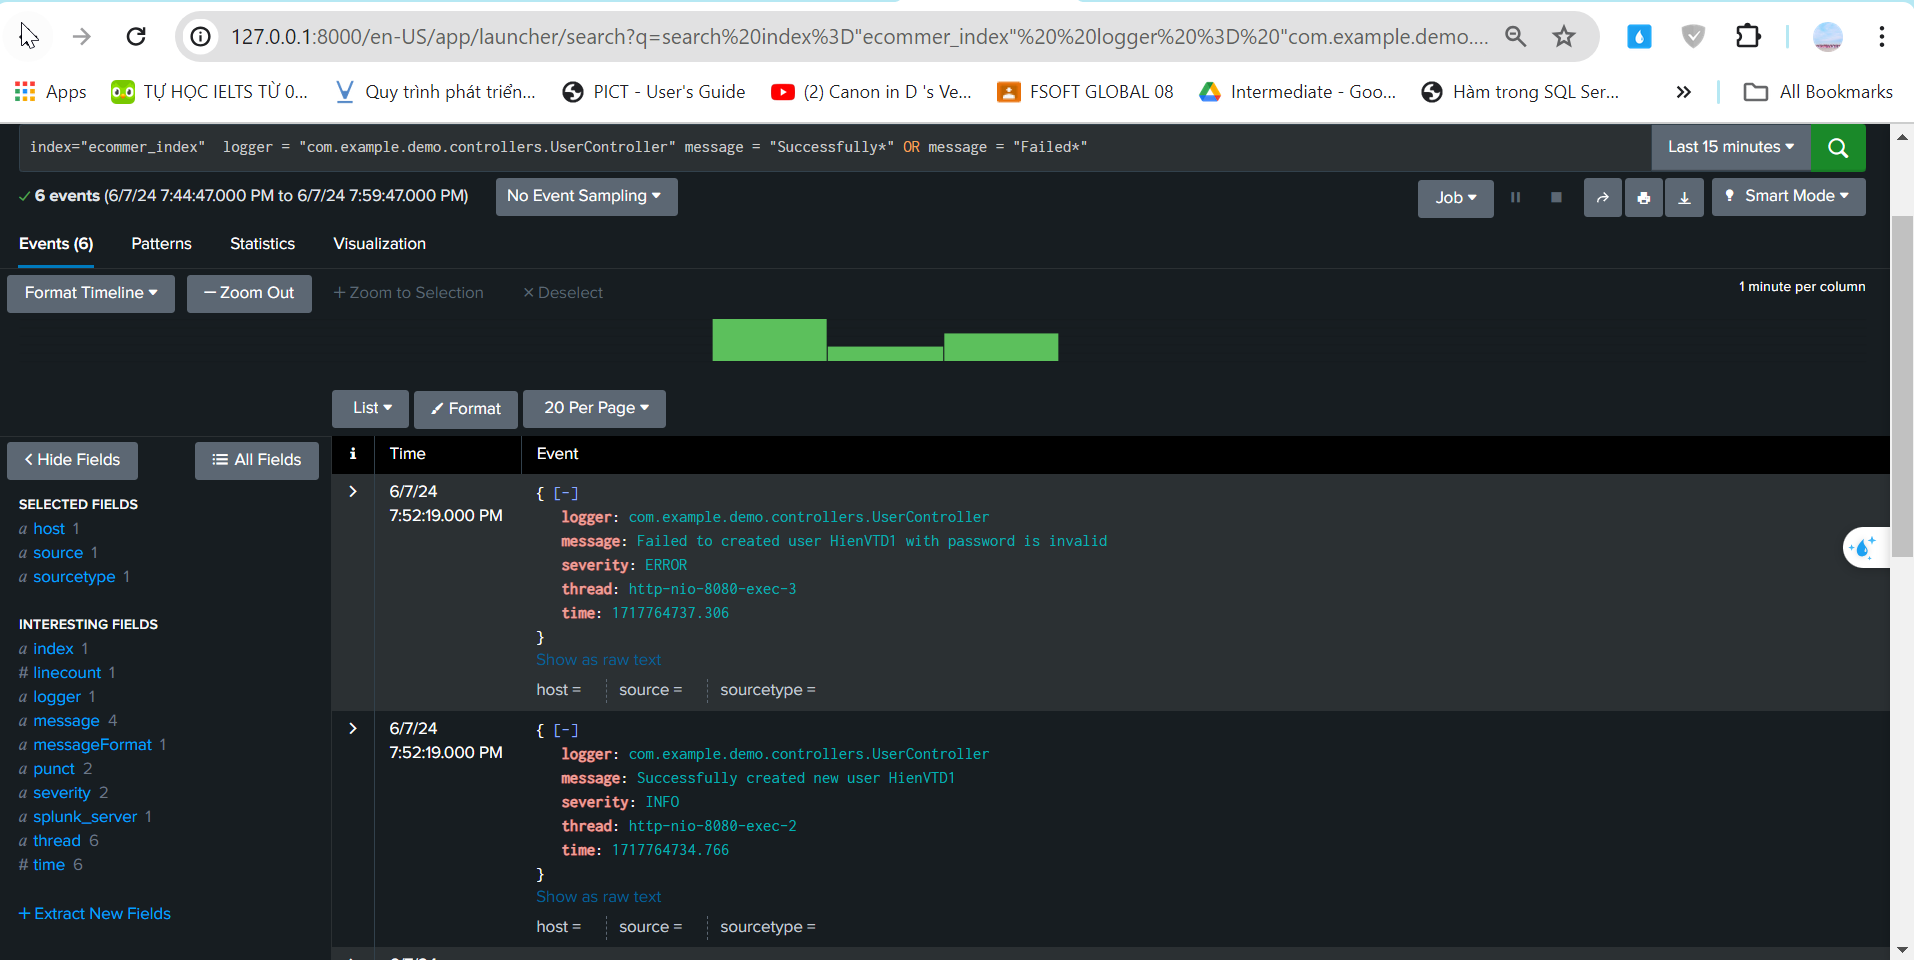 127.0.0.1:8000/en-US/app/launcher/search?q=search%20index%3D"ecommer_index"%20%20logger%20%3D%20"com.example.demo....
Apps
TỰ HỌC IELTS TỪ 0...
Quy trình phát triển...
PICT - User's Guide
(2) Canon in D 's Ve...
FSOFT GLOBAL 08
Intermediate - Goo...
Hàm trong SQL Ser...
All Bookmarks
index="ecommer_index"  logger = "com.example.demo.controllers.UserController" message = "Successfully*" OR message = "Failed*"
Last 15 minutes
6 events (6/7/24 7:44:47.000 PM to 6/7/24 7:59:47.000 PM)
No Event Sampling
Job
Smart Mode
Events (6)
Patterns
Statistics
Visualization
Format Timeline
− Zoom Out
+ Zoom to Selection
× Deselect
1 minute per column
List
Format
20 Per Page
< Hide Fields
All Fields
i
Time
Event
SELECTED FIELDS
a host 1
a source 1
a sourcetype 1
INTERESTING FIELDS
a index 1
# linecount 1
a logger 1
a message 4
a messageFormat 1
a punct 2
a severity 2
a splunk_server 1
a thread 6
# time 6
+ Extract New Fields
6/7/24
7:52:19.000 PM
{ [-]
logger: com.example.demo.controllers.UserController
message: Failed to created user HienVTD1 with password is invalid
severity: ERROR
thread: http-nio-8080-exec-3
time: 1717764737.306
}
Show as raw text
host =
source =
sourcetype =
6/7/24
7:52:19.000 PM
{ [-]
logger: com.example.demo.controllers.UserController
message: Successfully created new user HienVTD1
severity: INFO
thread: http-nio-8080-exec-2
time: 1717764734.766
}
Show as raw text
host =
source =
sourcetype =